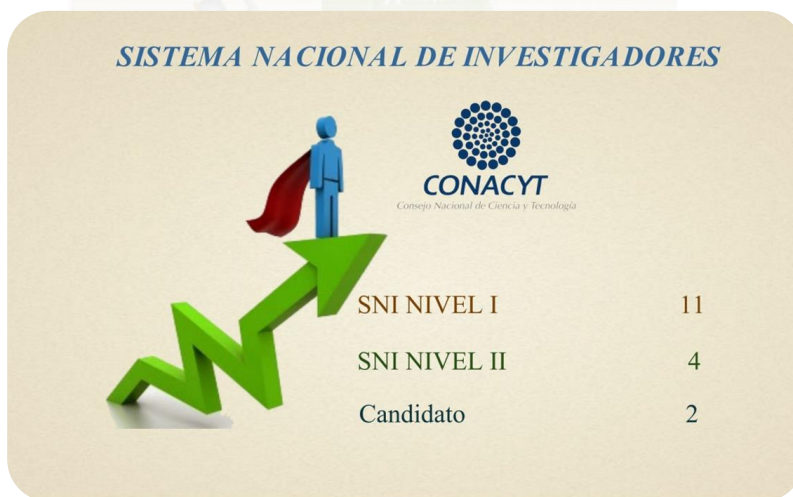 SISTEMA NACIONAL DE INVESTIGADORES
CONACYT
Consejo Nacional de Ciencia y Tecnología
SNI NIVEL I 11
SNI NIVEL II 4
Candidato 2